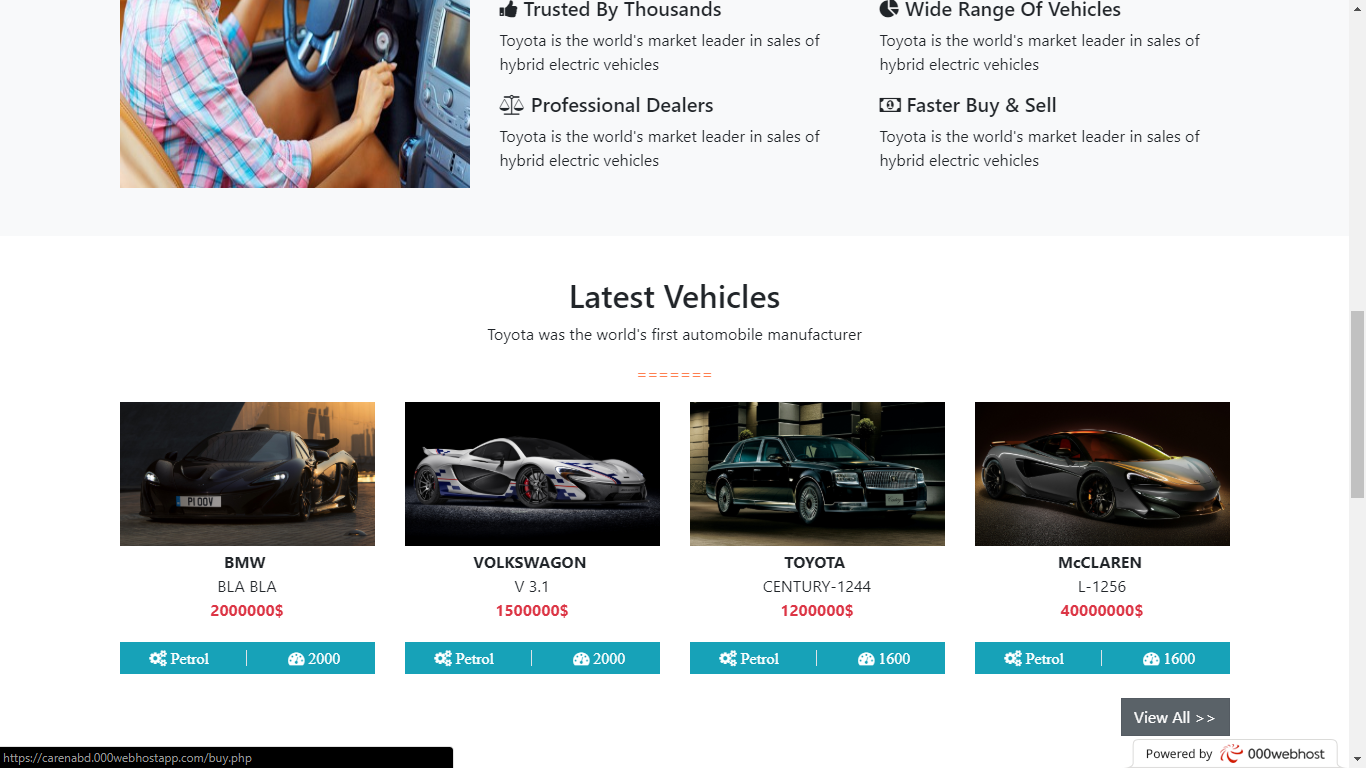 Trusted By Thousands
Toyota is the world's market leader in sales of
hybrid electric vehicles
Wide Range Of Vehicles
Toyota is the world's market leader in sales of
hybrid electric vehicles
Professional Dealers
Toyota is the world's market leader in sales of
hybrid electric vehicles
Faster Buy & Sell
Toyota is the world's market leader in sales of
hybrid electric vehicles
Latest Vehicles
Toyota was the world's first automobile manufacturer
=======
P1 OOV
BMW
BLA BLA
2000000$
Petrol | 2000
VOLKSWAGON
V 3.1
1500000$
Petrol | 2000
TOYOTA
CENTURY-1244
1200000$
Petrol | 1600
McCLAREN
L-1256
40000000$
Petrol | 1600
View All >>
https://carenabd.000webhostapp.com/buy.php
Powered by 000webhost